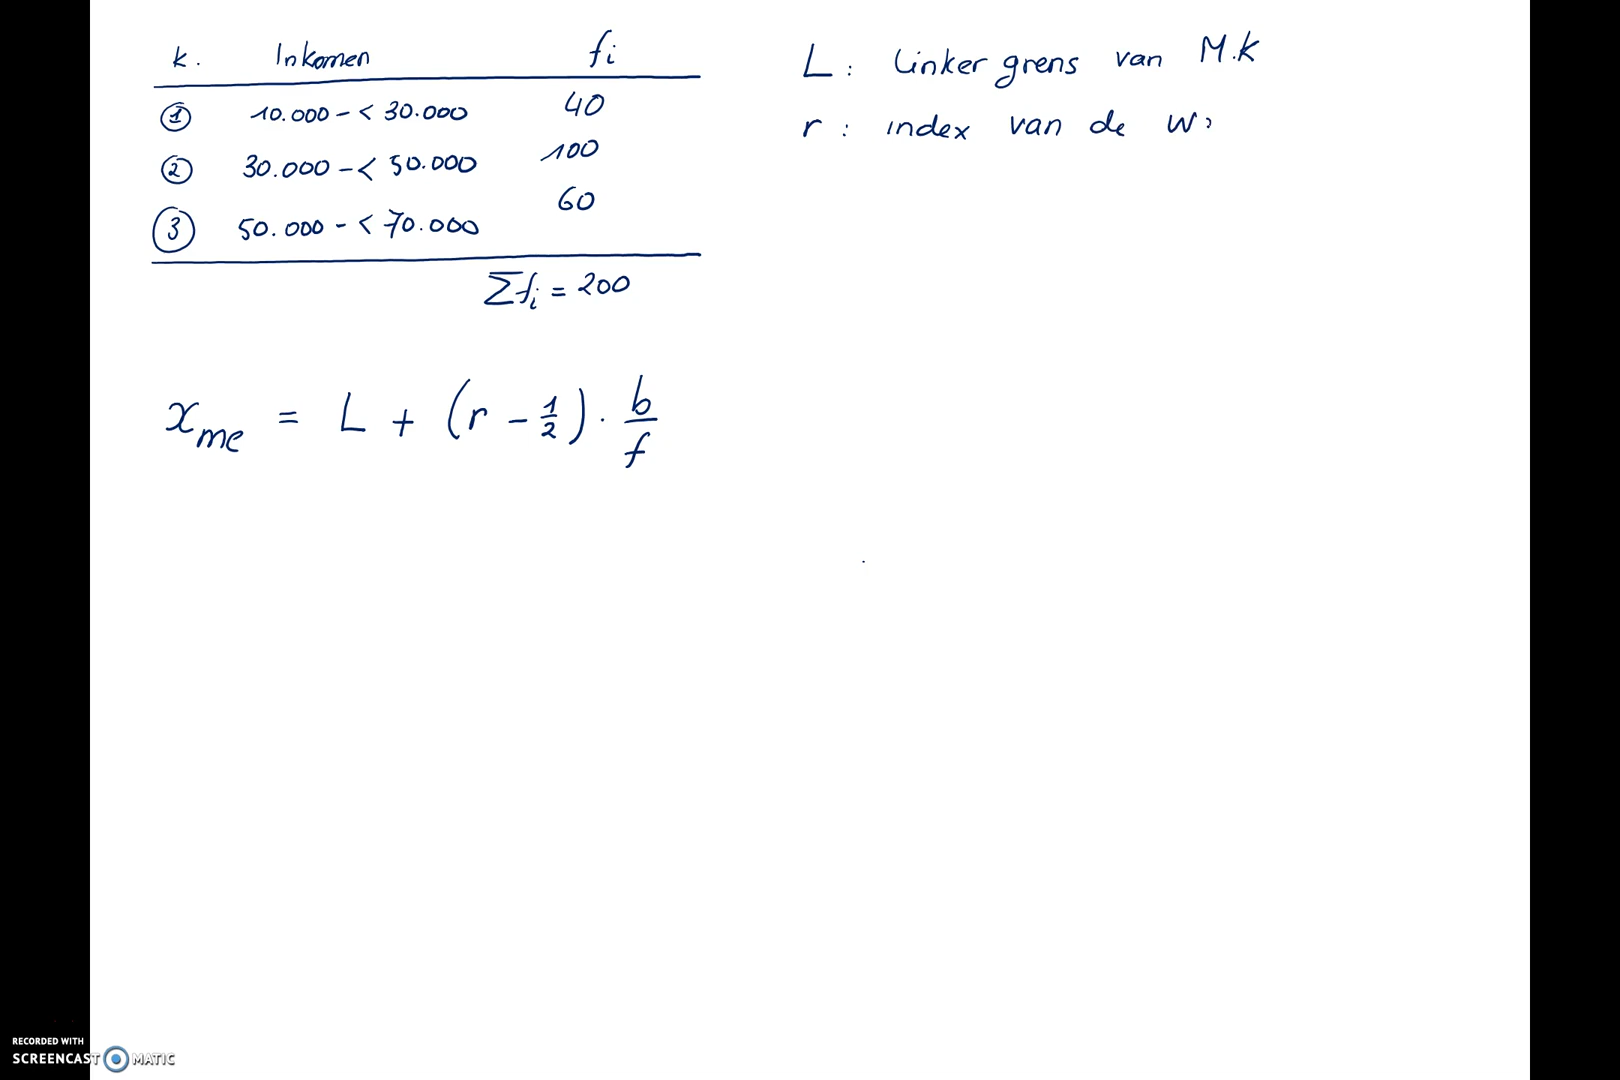 k. Inkomen fi
① 10.000 - < 30.000 40
② 30.000 - < 50.000 100
③ 50.000 - < 70.000 60
Σfi = 200
x_me = L + (r - ½) · b/f
L : linker grens van M.K
r : index van de w
RECORDED WITH
SCREENCAST MATIC